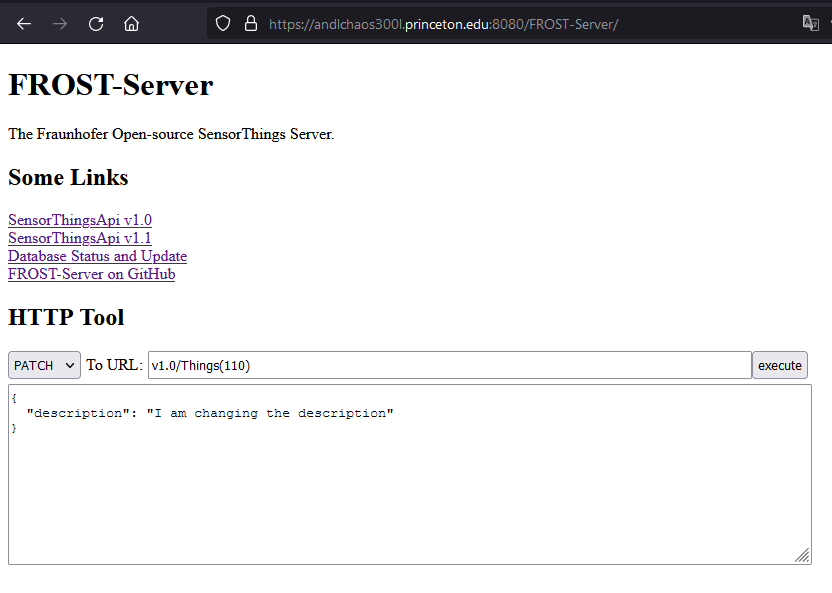 https://andlchaos300l.princeton.edu:8080/FROST-Server/
FROST-Server
The Fraunhofer Open-source SensorThings Server.
Some Links
SensorThingsApi v1.0
SensorThingsApi v1.1
Database Status and Update
FROST-Server on GitHub
HTTP Tool
PATCH To URL: v1.0/Things(110) execute
{
  "description": "I am changing the description"
}